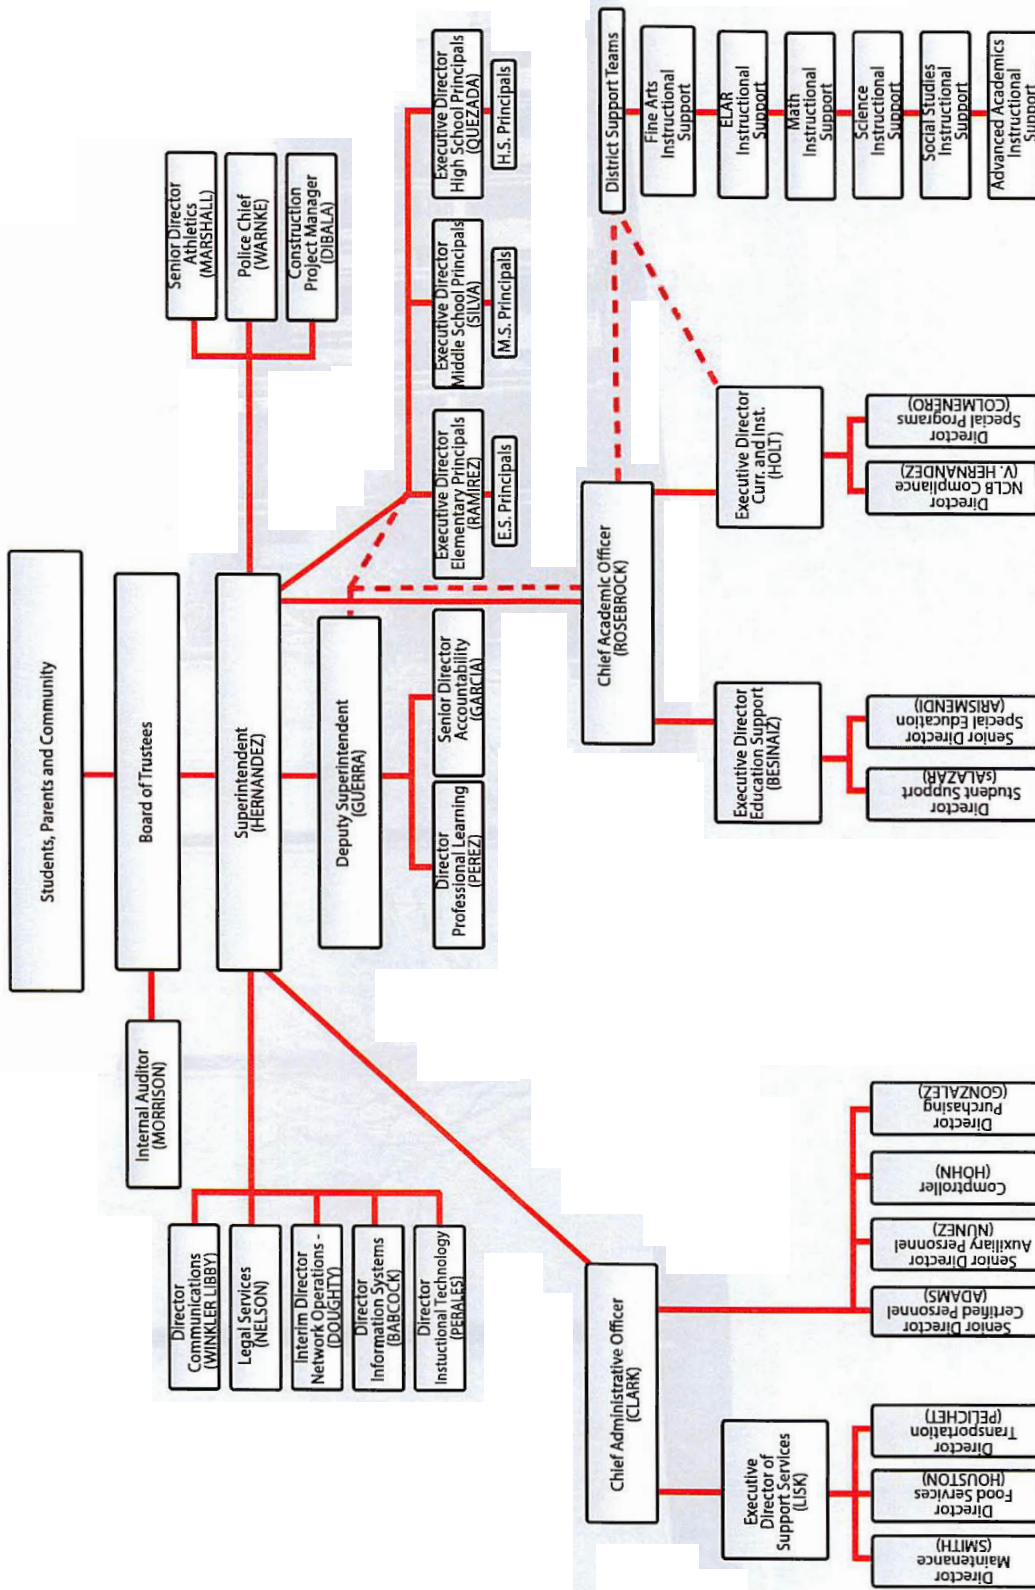 Students, Parents and Community
Board of Trustees
Internal Auditor
(MORRISON)
Superintendent
(HERNANDEZ)
Director
Communications
(WINKLER LIBBY)
Legal Services
(NELSON)
Interim Director
Network Operations -
(DOUGHTY)
Director
Information Systems
(BABCOCK)
Director
Instuctional Technology
(PERALES)
Senior Director
Athletics
(MARSHALL)
Police Chief
(WARNKE)
Construction
Project Manager
(DIBALA)
Deputy Superintendent
(GUERRA)
Director
Professional Learning
(PEREZ)
Senior Director
Accountability
(GARCIA)
Executive Director
Elementary Principals
(RAMIREZ)
E.S. Principals
Executive Director
Middle School Principals
(SILVA)
M.S. Principals
Executive Director
High School Principals
(QUEZADA)
H.S. Principals
Chief Administrative Officer
(CLARK)
Executive
Director of
Support Services
(LISK)
Director
Maintenance
(SMITH)
Director
Food Services
(HOUSTON)
Director
Transportation
(PELICHET)
Senior Director
Certified Personnel
(ADAMS)
Senior Director
Auxiliary Personnel
(NUNEZ)
Comptroller
(HOHN)
Director
Purchasing
(GONZALEZ)
Chief Academic Officer
(ROSEBROCK)
Executive Director
Education Support
(BESINAIZ)
Director
Student Support
(sALAZAR)
Senior Director
Special Education
(ARISMENDI)
Executive Director
Curr. and Inst.
(HOLT)
Director
NCLB Compliance
(V. HERNANDEZ)
Director
Special Programs
(COLMENERO)
District Support Teams
Fine Arts
Instructional
Support
ELAR
Instructional
Support
Math
Instructional
Support
Science
Instructional
Support
Social Studies
Instructional
Support
Advanced Academics
Instructional
Support